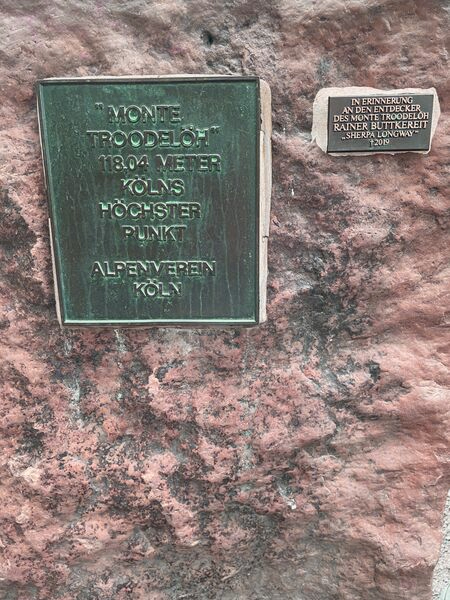 "MONTE
TROODELÖH"
118.04 METER
KÖLNS
HÖCHSTER
PUNKT
ALPENVEREIN
KÖLN
IN ERINNERUNG
AN DEN ENTDECKER
DES MONTE TROODELÖH
RAINER BUTTKEREIT
„SHERPA LONGWAY"
†2019